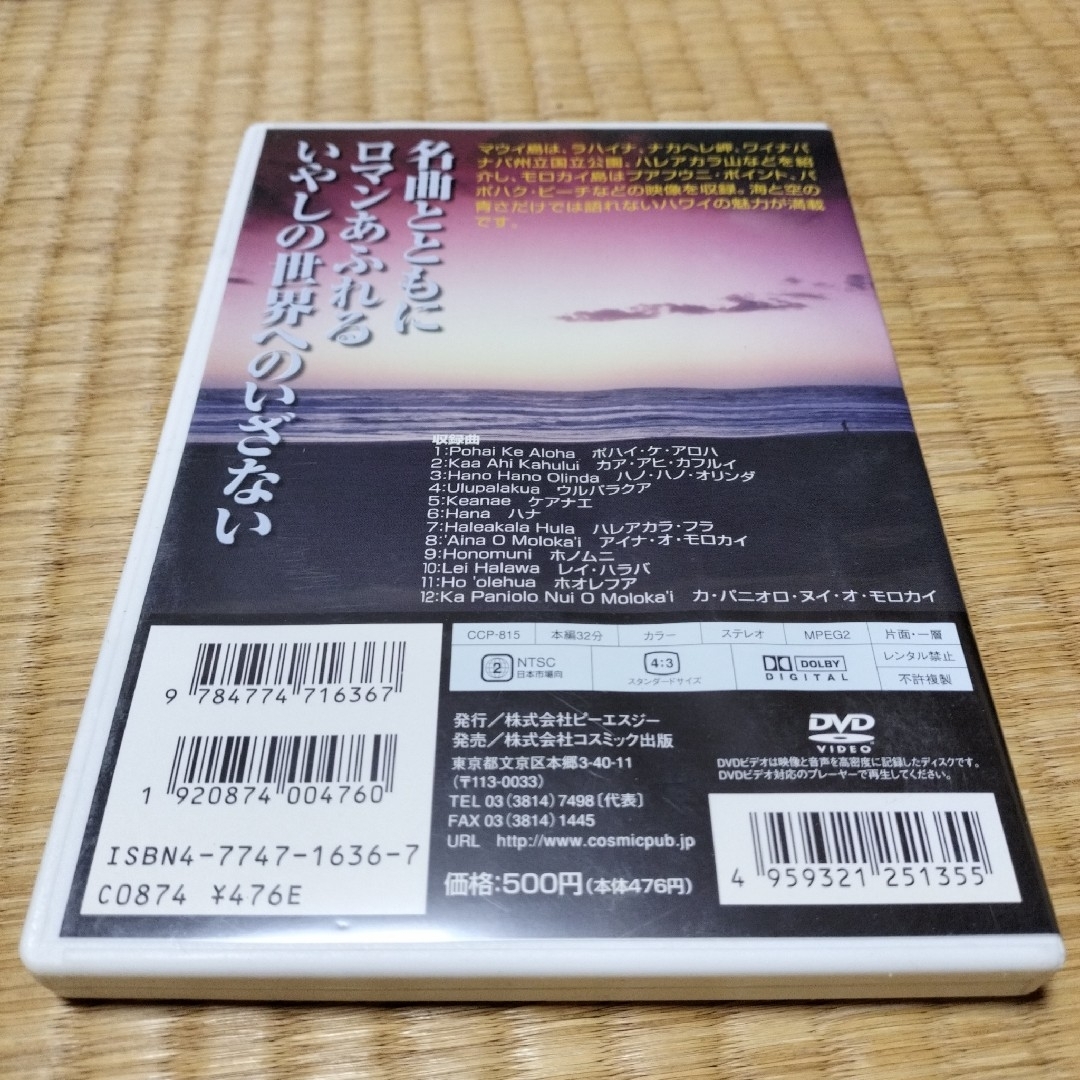 名曲とともに
ロマンあふれる
いやしの世界へのいざない
マウイ島は、ラハイナ、ナカヘレ岬、ワイナパ
ナパ州立国立公園、ハレアカラ山などを紹
介し、モロカイ島はプアプウニ・ポイント、パ
ポハク・ビーチなどの映像を収録。海と空の
青さだけでは語れないハワイの魅力が満載
です。
収録曲
1:Pohai Ke Aloha ポハイ・ケ・アロハ
2:Kaa Ahi Kahului カア・アヒ・カフルイ
3:Hano Hano Olinda ハノ・ハノ・オリンダ
4:Ulupalakua ウルパラクア
5:Keanae ケアナエ
6:Hana ハナ
7:Haleakala Hula ハレアカラ・フラ
8:'Aina O Moloka'i アイナ・オ・モロカイ
9:Honomuni ホノムニ
10:Lei Halawa レイ・ハラバ
11:Ho 'olehua ホオレフア
12:Ka Paniolo Nui O Moloka'i カ・パニオロ・ヌイ・オ・モロカイ
CCP-815 本編32分 カラー ステレオ MPEG2 片面・一層
2 NTSC 日本市場向 4:3 スタンダードサイズ DOLBY DIGITAL レンタル禁止
不許複製
9 784774 716367
1 920874 004760
ISBN4-7747-1636-7
C0874 ¥476E
発行／株式会社ピーエスジー
発売／株式会社コスミック出版
東京都文京区本郷3-40-11
(〒113-0033)
TEL 03(3814)7498〔代表〕
FAX 03(3814)1445
URL http://www.cosmicpub.jp
価格:500円(本体476円)
DVD
VIDEO
DVDビデオは映像と音声を高密度に記録したディスクです。
DVDビデオ対応のプレーヤーで再生してください。
4 959321 251355